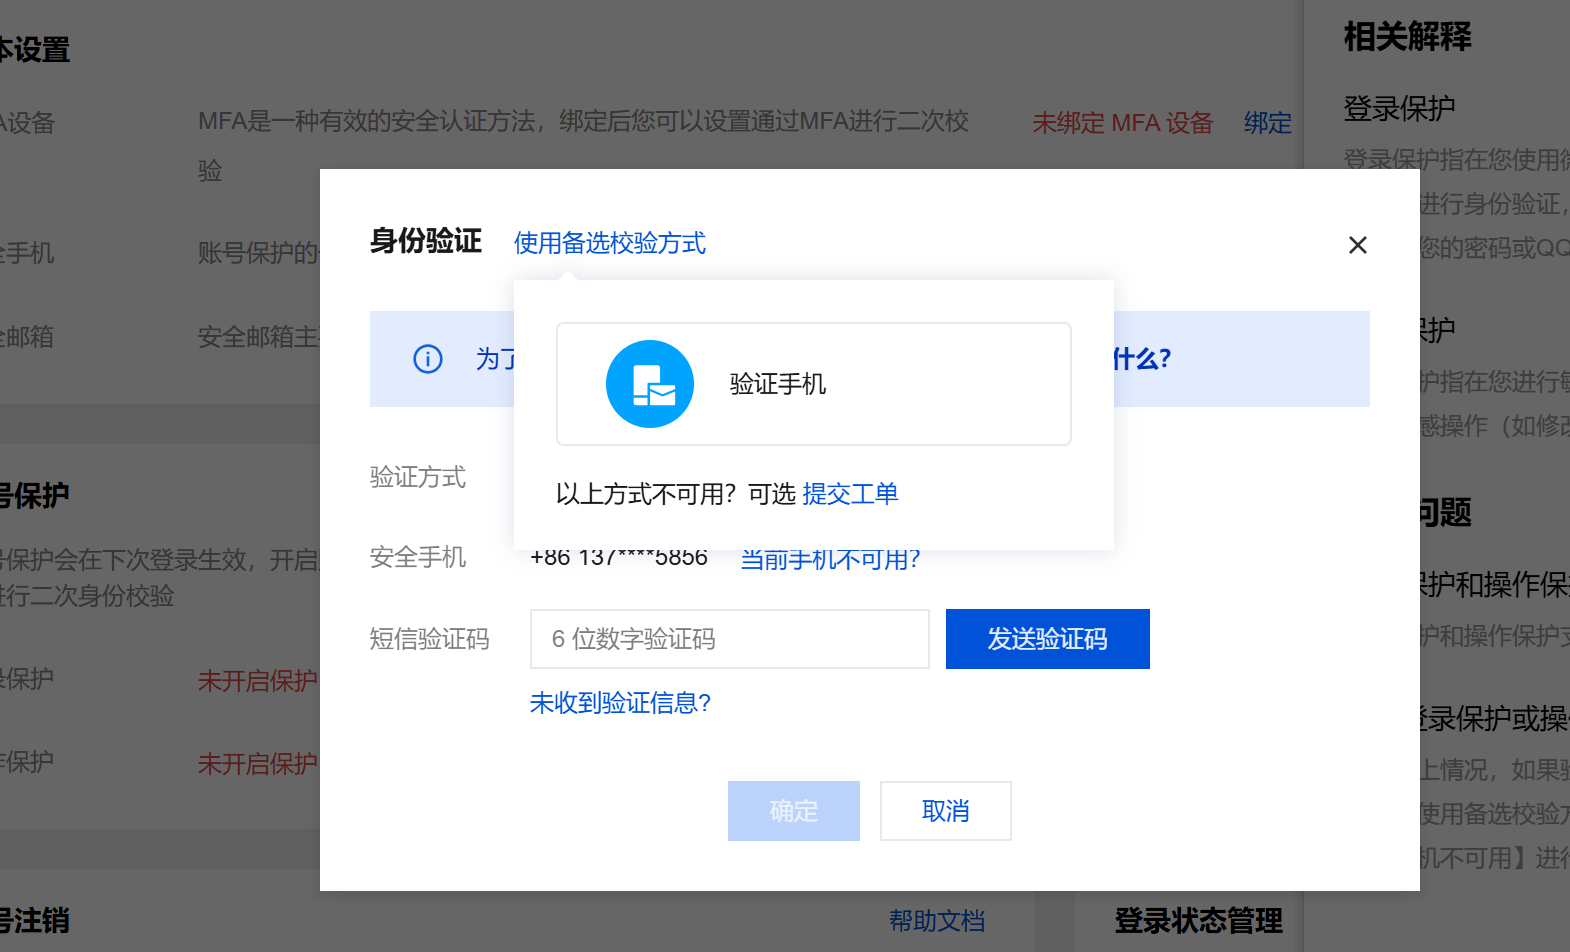 本设置
A设备
MFA是一种有效的安全认证方法，绑定后您可以设置通过MFA进行二次校
验
未绑定 MFA 设备
绑定
全手机
账号保护的
全邮箱
安全邮箱主
身份验证
使用备选校验方式
为了
什么?
验证手机
以上方式不可用？可选 提交工单
验证方式
安全手机
+86 137****5856
当前手机不可用？
短信验证码
6 位数字验证码
发送验证码
未收到验证信息?
确定
取消
号保护
号保护会在下次登录生效，开启
进行二次身份校验
录保护
未开启保护
作保护
未开启保护
号注销
帮助文档
登录状态管理
相关解释
登录保护
登录保护指在您使用微
进行身份验证，
您的密码或QQ
保护
护指在您进行敏
感操作（如修改
问题
保护和操作保
护和操作保护
登录保护或操
上情况，如果验
使用备选校验方
机不可用】进行